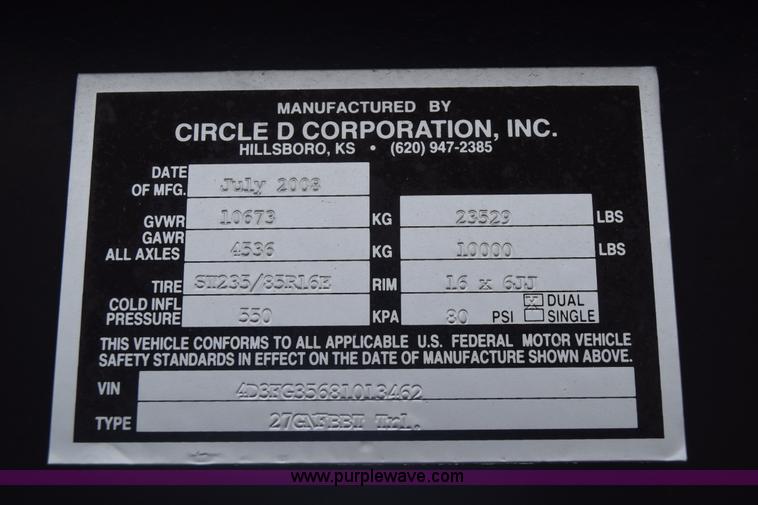 MANUFACTURED BY
CIRCLE D CORPORATION, INC.
HILLSBORO, KS • (620) 947-2385
DATE OF MFG. July 2008
GVWR 10673 KG 23529 LBS
GAWR ALL AXLES 4536 KG 10000 LBS
TIRE ST235/85R16E RIM 16 x 6JJ
COLD INFL PRESSURE 550 KPA 80 PSI X DUAL SINGLE
THIS VEHICLE CONFORMS TO ALL APPLICABLE U.S. FEDERAL MOTOR VEHICLE
SAFETY STANDARDS IN EFFECT ON THE DATE OF MANUFACTURE SHOWN ABOVE.
VIN 4D3FG35681013462
TYPE 27GAFBBT Trl.
www.purplewave.com